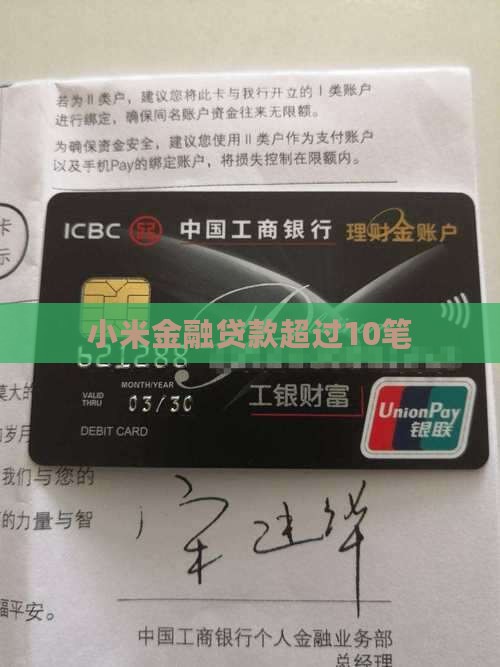 若为Ⅱ类户，建议您将此卡与我行开立的Ⅰ类账户
进行绑定，确保同名账户资金往来无限额。
为确保资金安全，建议您使用Ⅱ类户作为支付账户
以及手机Pay的绑定账户，将损失控制在限额内。
卡
示
ICBC 中国工商银行 理财金账户
小米金融贷款超过10笔
621288
MONTH/YEAR
VALID THRU 03/30
工银财富
DEBIT CARD
UnionPay
银联
莫大的
岁月
我们与您的
的力量与智
福平安。
中国工商银行个人金融业务部
总经理